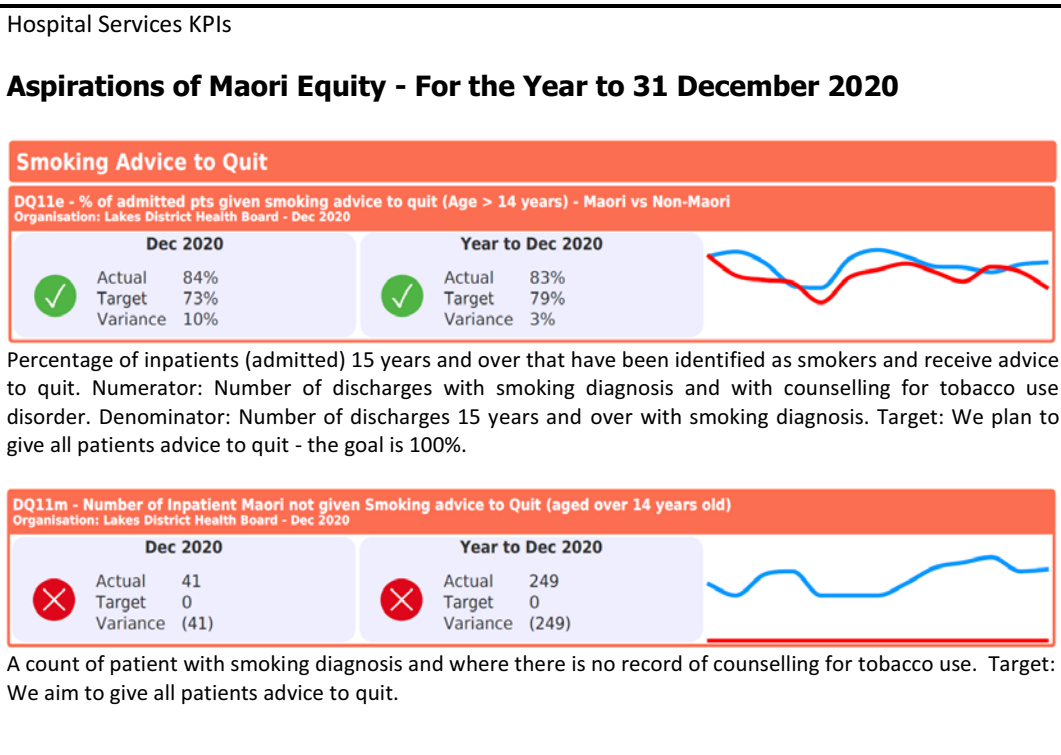 Hospital Services KPIs
Aspirations of Maori Equity - For the Year to 31 December 2020
Smoking Advice to Quit
DQ11e - % of admitted pts given smoking advice to quit (Age > 14 years) - Maori vs Non-Maori
Organisation: Lakes District Health Board - Dec 2020
Dec 2020
Actual 84%
Target 73%
Variance 10%
Year to Dec 2020
Actual 83%
Target 79%
Variance 3%
Percentage of inpatients (admitted) 15 years and over that have been identified as smokers and receive advice
to quit. Numerator: Number of discharges with smoking diagnosis and with counselling for tobacco use
disorder. Denominator: Number of discharges 15 years and over with smoking diagnosis. Target: We plan to
give all patients advice to quit - the goal is 100%.
DQ11m - Number of Inpatient Maori not given Smoking advice to Quit (aged over 14 years old)
Organisation: Lakes District Health Board - Dec 2020
Dec 2020
Actual 41
Target 0
Variance (41)
Year to Dec 2020
Actual 249
Target 0
Variance (249)
A count of patient with smoking diagnosis and where there is no record of counselling for tobacco use. Target:
We aim to give all patients advice to quit.